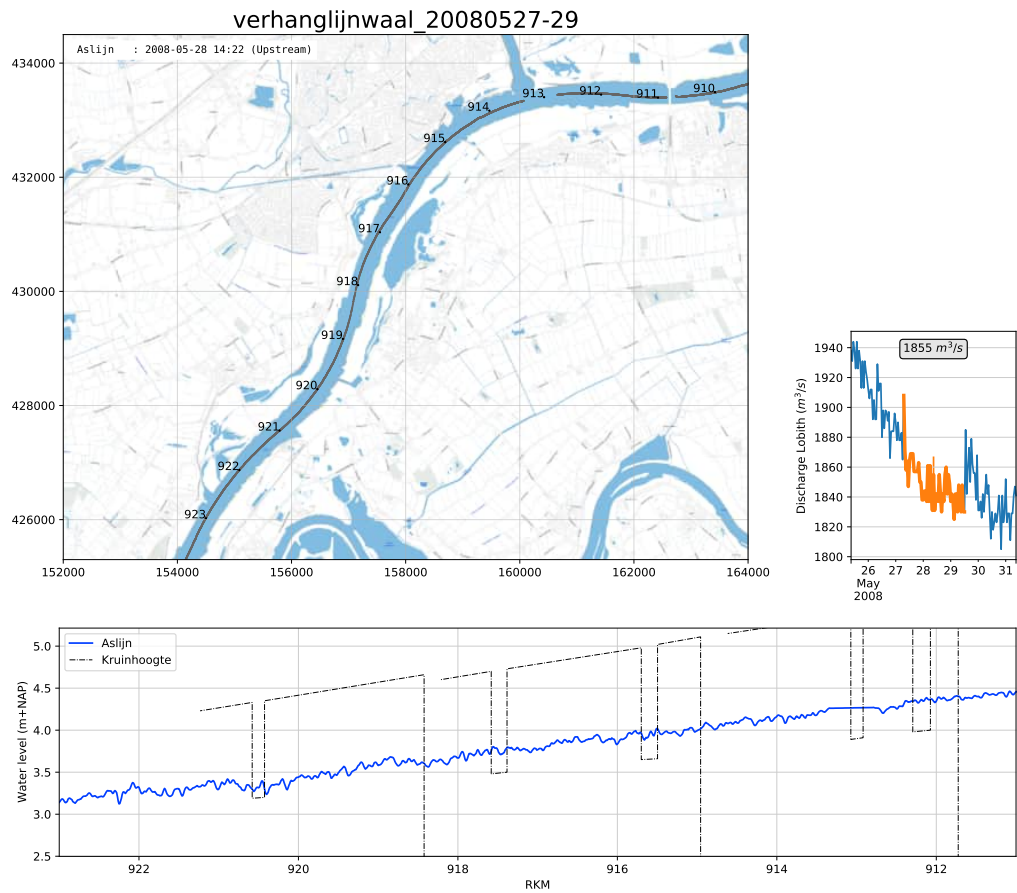 verhanglijnwaal_20080527-29
Aslijn : 2008-05-28 14:22 (Upstream)
434000
432000
430000
428000
426000
152000 154000 156000 158000 160000 162000 164000
910
911
912
913
914
915
916
917
918
919
920
921
922
923
1855 m³/s
Discharge Lobith (m³/s)
1940
1920
1900
1880
1860
1840
1820
1800
26 27 28 29 30 31
May
2008
Aslijn
Kruinhoogte
Water level (m+NAP)
5.0
4.5
4.0
3.5
3.0
2.5
922 920 918 916 914 912
RKM